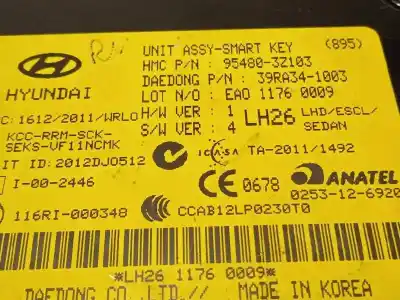 RN
UNIT ASSY-SMART KEY (895)
HMC P/N : 95480-3Z103
HYUNDAI
DAEDONG P/N : 39RA34-1003
LOT N/O : EA0 1176 0009
C:1612/2011/WRLO
H/W VER : 1
S/W VER : 4
LH26
LHD/ESCL/
SEDAN
KCC-RRM-SCK-
SEKS-VF11NCMK
IT ID:2012DJ0512
ICASA
TA-2011/1492
I-00-2446
CE 0678
ANATEL
0253-12-6920
116RI-000348
CCAB12LP0230T0
*LH26 1176 0009*
DAEDONG CO.,LTD.//
MADE IN KOREA